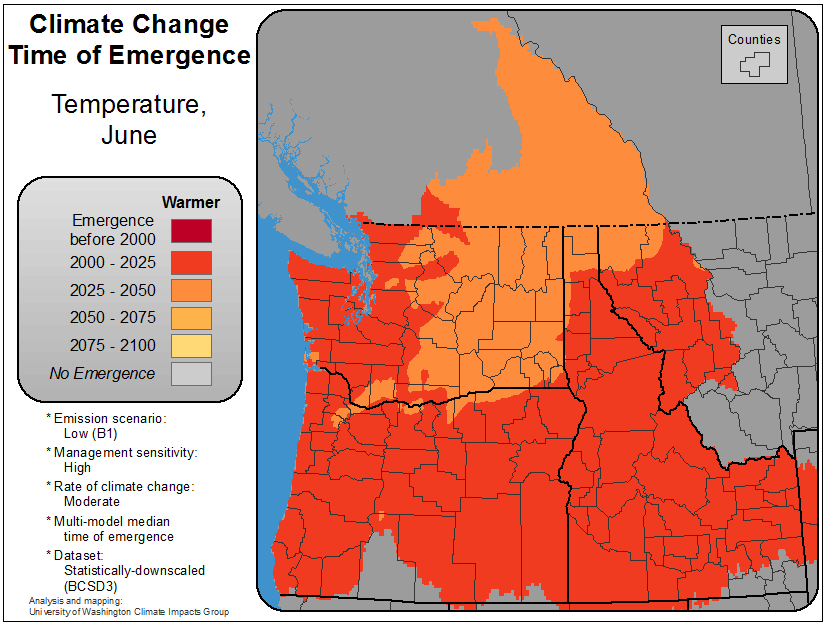 Climate Change
Time of Emergence
Temperature,
June
Warmer
Emergence
before 2000
2000 - 2025
2025 - 2050
2050 - 2075
2075 - 2100
No Emergence
* Emission scenario:
Low (B1)
* Management sensitivity:
High
* Rate of climate change:
Moderate
* Multi-model median
time of emergence
* Dataset:
Statistically-downscaled
(BCSD3)
Analysis and mapping:
University of Washington Climate Impacts Group
Counties